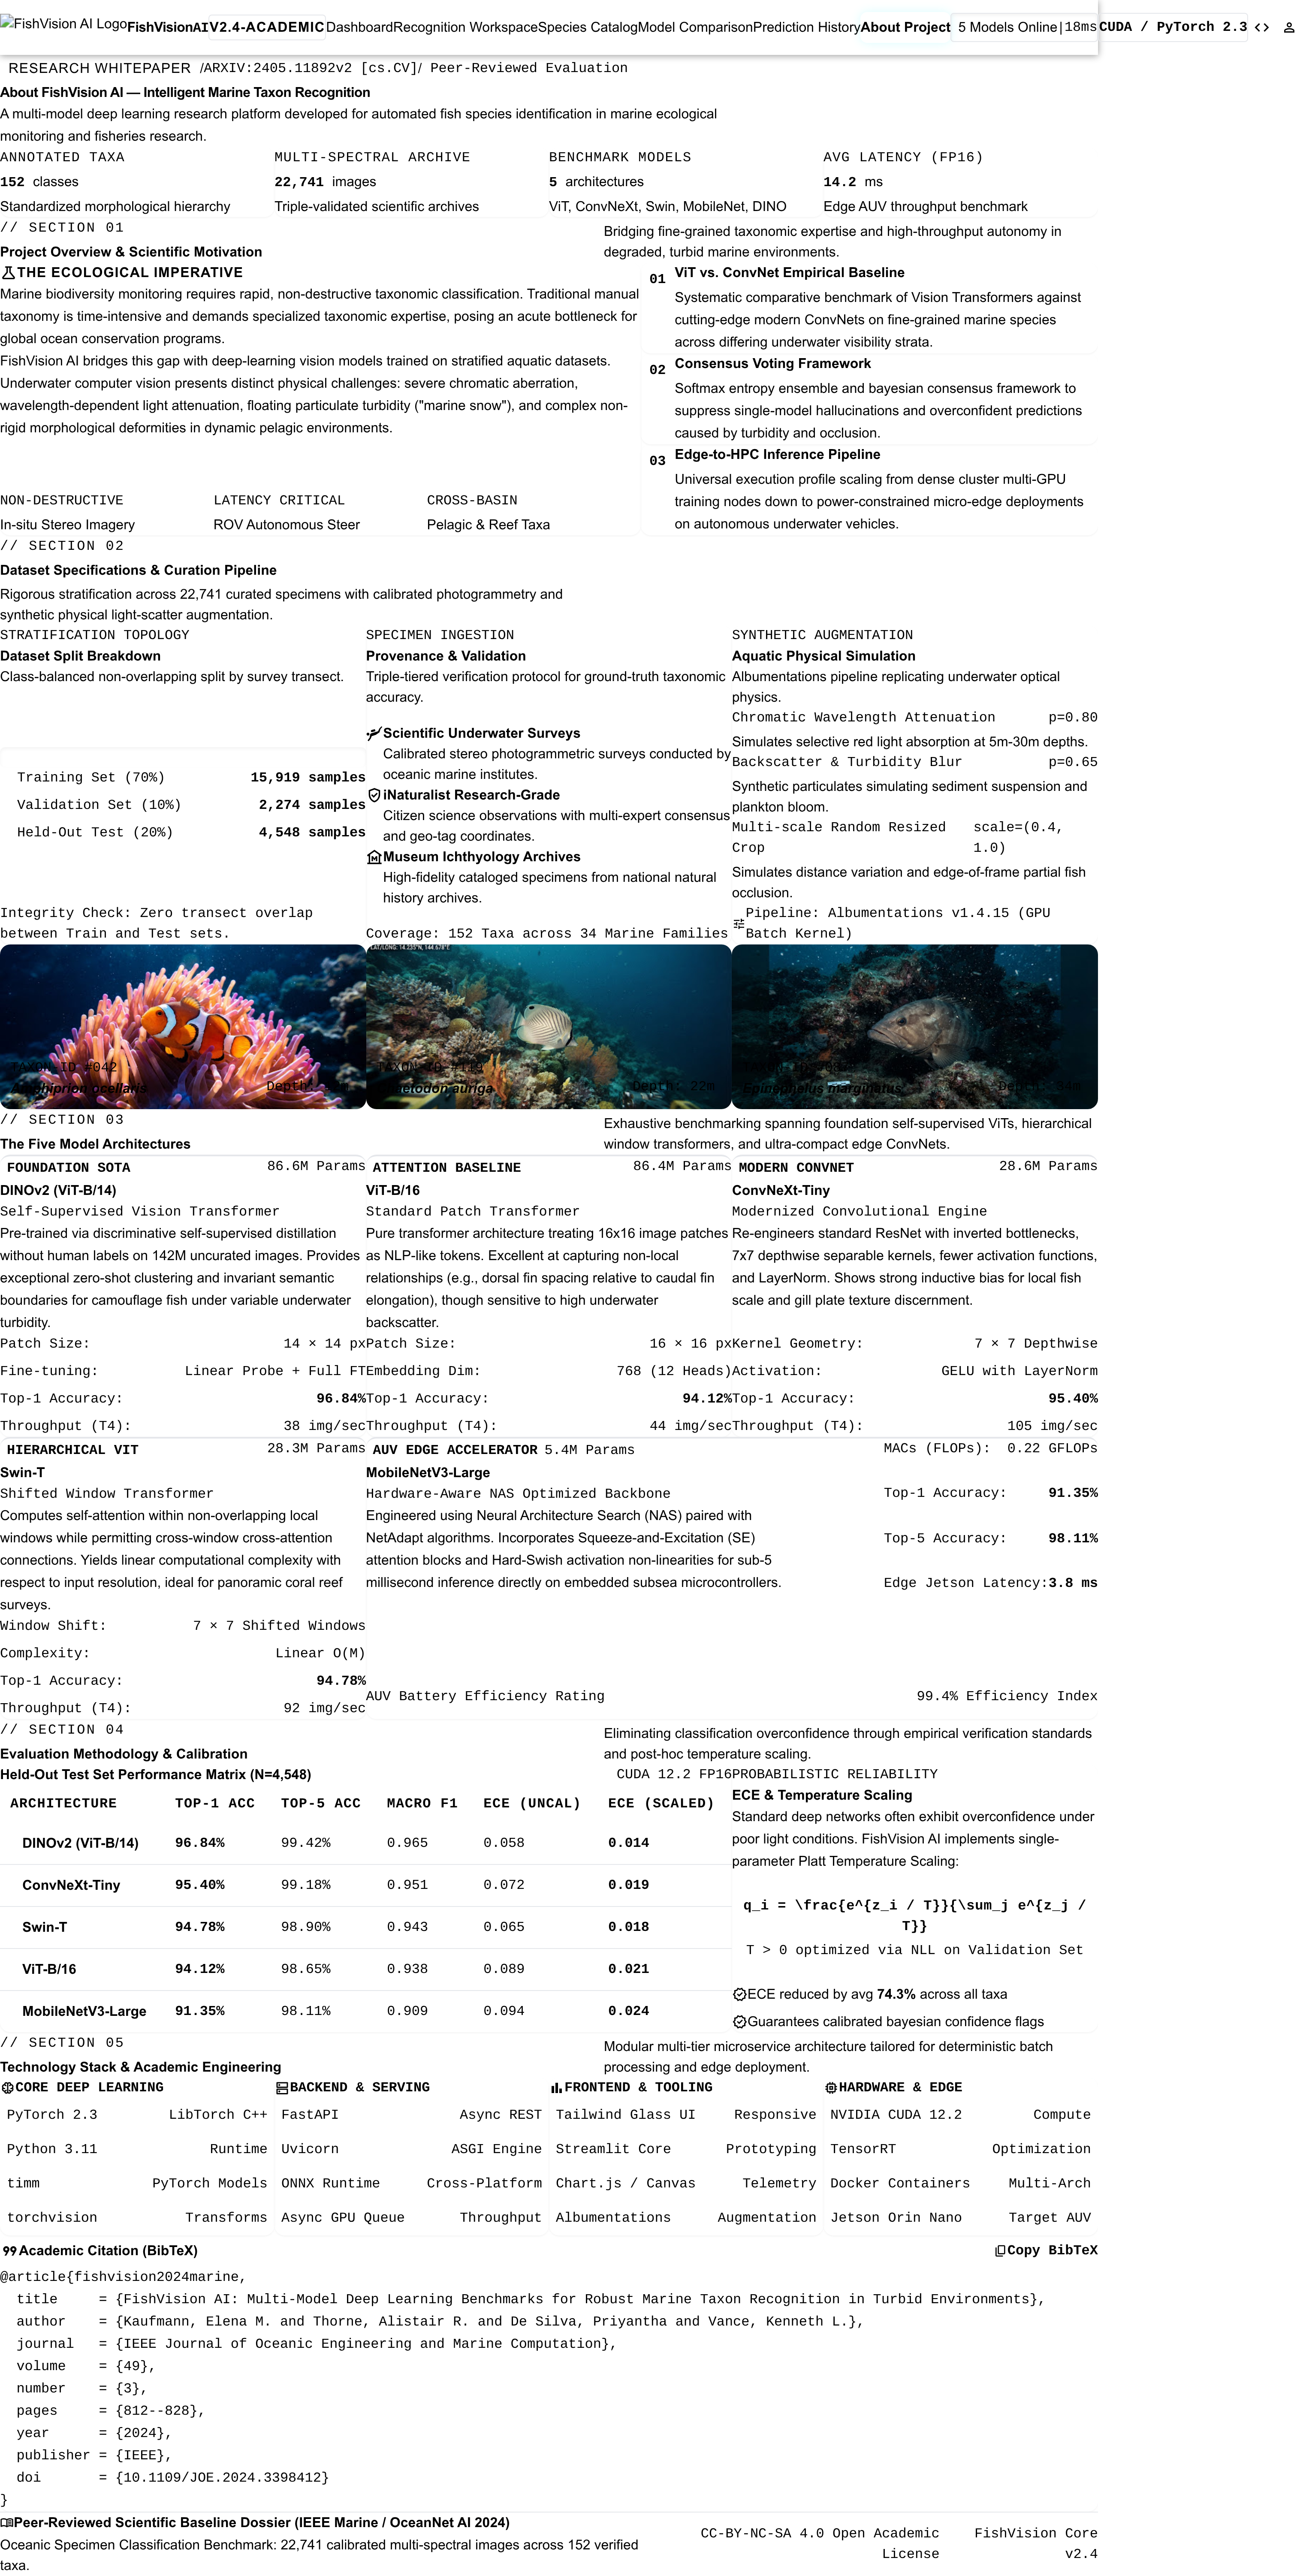 FishVision AI Logo FishVisionAI V2.4-ACADEMIC Dashboard Recognition Workspace Species Catalog Model Comparison Prediction History About Project 5 Models Online | 18ms CUDA / PyTorch 2.3
RESEARCH WHITEPAPER /ARXIV:2405.11892v2 [cs.CV]/ Peer-Reviewed Evaluation
About FishVision AI — Intelligent Marine Taxon Recognition
A multi-model deep learning research platform developed for automated fish species identification in marine ecological
monitoring and fisheries research.
ANNOTATED TAXA
152 classes
Standardized morphological hierarchy
MULTI-SPECTRAL ARCHIVE
22,741 images
Triple-validated scientific archives
BENCHMARK MODELS
5 architectures
ViT, ConvNeXt, Swin, MobileNet, DINO
AVG LATENCY (FP16)
14.2 ms
Edge AUV throughput benchmark
// SECTION 01
Project Overview & Scientific Motivation
Bridging fine-grained taxonomic expertise and high-throughput autonomy in
degraded, turbid marine environments.
THE ECOLOGICAL IMPERATIVE
Marine biodiversity monitoring requires rapid, non-destructive taxonomic classification. Traditional manual
taxonomy is time-intensive and demands specialized taxonomic expertise, posing an acute bottleneck for
global ocean conservation programs.
FishVision AI bridges this gap with deep-learning vision models trained on stratified aquatic datasets.
Underwater computer vision presents distinct physical challenges: severe chromatic aberration,
wavelength-dependent light attenuation, floating particulate turbidity ("marine snow"), and complex non-
rigid morphological deformities in dynamic pelagic environments.
NON-DESTRUCTIVE
In-situ Stereo Imagery
LATENCY CRITICAL
ROV Autonomous Steer
CROSS-BASIN
Pelagic & Reef Taxa
01 ViT vs. ConvNet Empirical Baseline
Systematic comparative benchmark of Vision Transformers against
cutting-edge modern ConvNets on fine-grained marine species
across differing underwater visibility strata.
02 Consensus Voting Framework
Softmax entropy ensemble and bayesian consensus framework to
suppress single-model hallucinations and overconfident predictions
caused by turbidity and occlusion.
03 Edge-to-HPC Inference Pipeline
Universal execution profile scaling from dense cluster multi-GPU
training nodes down to power-constrained micro-edge deployments
on autonomous underwater vehicles.
// SECTION 02
Dataset Specifications & Curation Pipeline
Rigorous stratification across 22,741 curated specimens with calibrated photogrammetry and
synthetic physical light-scatter augmentation.
STRATIFICATION TOPOLOGY
Dataset Split Breakdown
Class-balanced non-overlapping split by survey transect.
Training Set (70%) 15,919 samples
Validation Set (10%) 2,274 samples
Held-Out Test (20%) 4,548 samples
Integrity Check: Zero transect overlap
between Train and Test sets.
SPECIMEN INGESTION
Provenance & Validation
Triple-tiered verification protocol for ground-truth taxonomic
accuracy.
Scientific Underwater Surveys
Calibrated stereo photogrammetric surveys conducted by
oceanic marine institutes.
iNaturalist Research-Grade
Citizen science observations with multi-expert consensus
and geo-tag coordinates.
Museum Ichthyology Archives
High-fidelity cataloged specimens from national natural
history archives.
Coverage: 152 Taxa across 34 Marine Families
SYNTHETIC AUGMENTATION
Aquatic Physical Simulation
Albumentations pipeline replicating underwater optical
physics.
Chromatic Wavelength Attenuation p=0.80
Simulates selective red light absorption at 5m-30m depths.
Backscatter & Turbidity Blur p=0.65
Synthetic particulates simulating sediment suspension and
plankton bloom.
Multi-scale Random Resized scale=(0.4,
Crop 1.0)
Simulates distance variation and edge-of-frame partial fish
occlusion.
Pipeline: Albumentations v1.4.15 (GPU
Batch Kernel)
LAT/LONG: 14.235°N, 144.678°E
ID #042
ocellaris
Depth:
auriga
Depth: 22m
marginatus
// SECTION 03
The Five Model Architectures
Exhaustive benchmarking spanning foundation self-supervised ViTs, hierarchical
window transformers, and ultra-compact edge ConvNets.
FOUNDATION SOTA 86.6M Params
DINOv2 (ViT-B/14)
Self-Supervised Vision Transformer
Pre-trained via discriminative self-supervised distillation
without human labels on 142M uncurated images. Provides
exceptional zero-shot clustering and invariant semantic
boundaries for camouflage fish under variable underwater
turbidity.
Patch Size: 14 × 14 px
Fine-tuning: Linear Probe + Full FT
Top-1 Accuracy: 96.84%
Throughput (T4): 38 img/sec
ATTENTION BASELINE 86.4M Params
ViT-B/16
Standard Patch Transformer
Pure transformer architecture treating 16x16 image patches
as NLP-like tokens. Excellent at capturing non-local
relationships (e.g., dorsal fin spacing relative to caudal fin
elongation), though sensitive to high underwater
backscatter.
Patch Size: 16 × 16 px
Embedding Dim: 768 (12 Heads)
Top-1 Accuracy: 94.12%
Throughput (T4): 44 img/sec
MODERN CONVNET 28.6M Params
ConvNeXt-Tiny
Modernized Convolutional Engine
Re-engineers standard ResNet with inverted bottlenecks,
7x7 depthwise separable kernels, fewer activation functions,
and LayerNorm. Shows strong inductive bias for local fish
scale and gill plate texture discernment.
Kernel Geometry: 7 × 7 Depthwise
Activation: GELU with LayerNorm
Top-1 Accuracy: 95.40%
Throughput (T4): 105 img/sec
HIERARCHICAL VIT 28.3M Params
Swin-T
Shifted Window Transformer
Computes self-attention within non-overlapping local
windows while permitting cross-window cross-attention
connections. Yields linear computational complexity with
respect to input resolution, ideal for panoramic coral reef
surveys.
Window Shift: 7 × 7 Shifted Windows
Complexity: Linear O(M)
Top-1 Accuracy: 94.78%
Throughput (T4): 92 img/sec
AUV EDGE ACCELERATOR 5.4M Params
MobileNetV3-Large
Hardware-Aware NAS Optimized Backbone
Engineered using Neural Architecture Search (NAS) paired with
NetAdapt algorithms. Incorporates Squeeze-and-Excitation (SE)
attention blocks and Hard-Swish activation non-linearities for sub-5
millisecond inference directly on embedded subsea microcontrollers.
MACs (FLOPs): 0.22 GFLOPs
Top-1 Accuracy: 91.35%
Top-5 Accuracy: 98.11%
Edge Jetson Latency: 3.8 ms
AUV Battery Efficiency Rating 99.4% Efficiency Index
// SECTION 04
Evaluation Methodology & Calibration
Eliminating classification overconfidence through empirical verification standards
and post-hoc temperature scaling.
Held-Out Test Set Performance Matrix (N=4,548) CUDA 12.2 FP16
ARCHITECTURE TOP-1 ACC TOP-5 ACC MACRO F1 ECE (UNCAL) ECE (SCALED)
DINOv2 (ViT-B/14) 96.84% 99.42% 0.965 0.058 0.014
ConvNeXt-Tiny 95.40% 99.18% 0.951 0.072 0.019
Swin-T 94.78% 98.90% 0.943 0.065 0.018
ViT-B/16 94.12% 98.65% 0.938 0.089 0.021
MobileNetV3-Large 91.35% 98.11% 0.909 0.094 0.024
PROBABILISTIC RELIABILITY
ECE & Temperature Scaling
Standard deep networks often exhibit overconfidence under
poor light conditions. FishVision AI implements single-
parameter Platt Temperature Scaling:
q_i = \frac{e^{z_i / T}}{\sum_j e^{z_j /
T}}
T > 0 optimized via NLL on Validation Set
ECE reduced by avg 74.3% across all taxa
Guarantees calibrated bayesian confidence flags
// SECTION 05
Technology Stack & Academic Engineering
Modular multi-tier microservice architecture tailored for deterministic batch
processing and edge deployment.
CORE DEEP LEARNING
PyTorch 2.3 LibTorch C++
Python 3.11 Runtime
timm PyTorch Models
torchvision Transforms
BACKEND & SERVING
FastAPI Async REST
Uvicorn ASGI Engine
ONNX Runtime Cross-Platform
Async GPU Queue Throughput
FRONTEND & TOOLING
Tailwind Glass UI Responsive
Streamlit Core Prototyping
Chart.js / Canvas Telemetry
Albumentations Augmentation
HARDWARE & EDGE
NVIDIA CUDA 12.2 Compute
TensorRT Optimization
Docker Containers Multi-Arch
Jetson Orin Nano Target AUV
Academic Citation (BibTeX) Copy BibTeX
@article{fishvision2024marine,
title = {FishVision AI: Multi-Model Deep Learning Benchmarks for Robust Marine Taxon Recognition in Turbid Environments},
author = {Kaufmann, Elena M. and Thorne, Alistair R. and De Silva, Priyantha and Vance, Kenneth L.},
journal = {IEEE Journal of Oceanic Engineering and Marine Computation},
volume = {49},
number = {3},
pages = {812--828},
year = {2024},
publisher = {IEEE},
doi = {10.1109/JOE.2024.3398412}
}
Peer-Reviewed Scientific Baseline Dossier (IEEE Marine / OceanNet AI 2024)
Oceanic Specimen Classification Benchmark: 22,741 calibrated multi-spectral images across 152 verified
taxa.
CC-BY-NC-SA 4.0 Open Academic
License
FishVision Core
v2.4